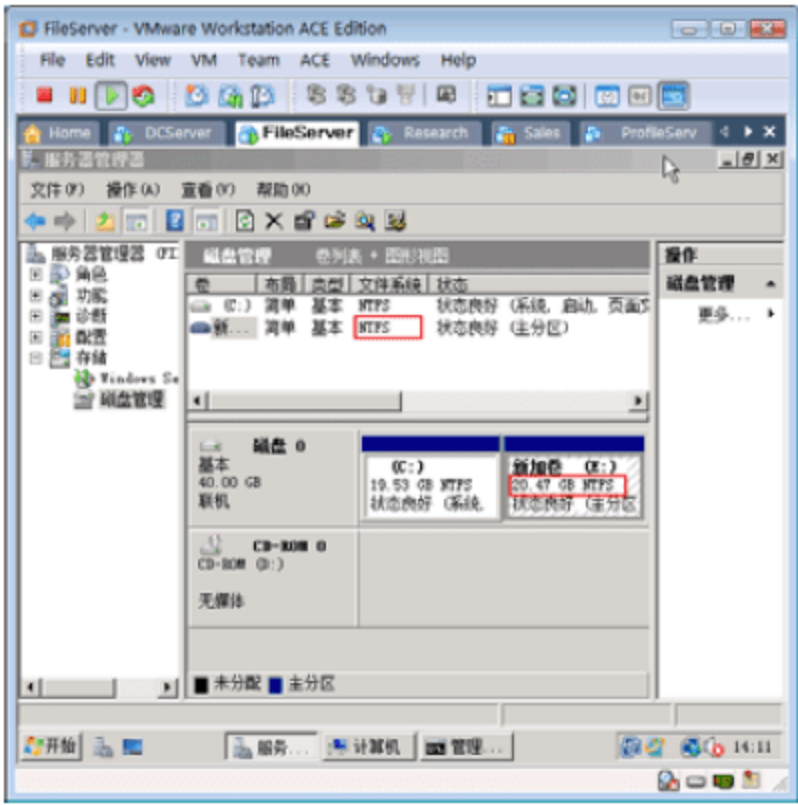 FileServer - VMware Workstation ACE Edition
File Edit View VM Team ACE Windows Help
Home DCServer FileServer Research Sales ProfileServ
服务器管理器
文件(F) 操作(A) 查看(V) 帮助(H)
服务器管理器 (FI
角色
功能
诊断
配置
存储
Windows Se
磁盘管理
磁盘管理 卷列表 + 图形视图
卷 布局 类型 文件系统 状态
(C:) 简单 基本 NTFS 状态良好 (系统, 启动, 页面文
新... 简单 基本 NTFS 状态良好 (主分区)
磁盘 0
基本
40.00 GB
联机
(C:)
19.53 GB NTFS
状态良好 (系统,
新加卷 (E:)
20.47 GB NTFS
状态良好 (主分区
CD-ROM 0
CD-ROM (D:)
无媒体
未分配 主分区
操作
磁盘管理
更多...
开始 服务... 计算机 管理... 14:11